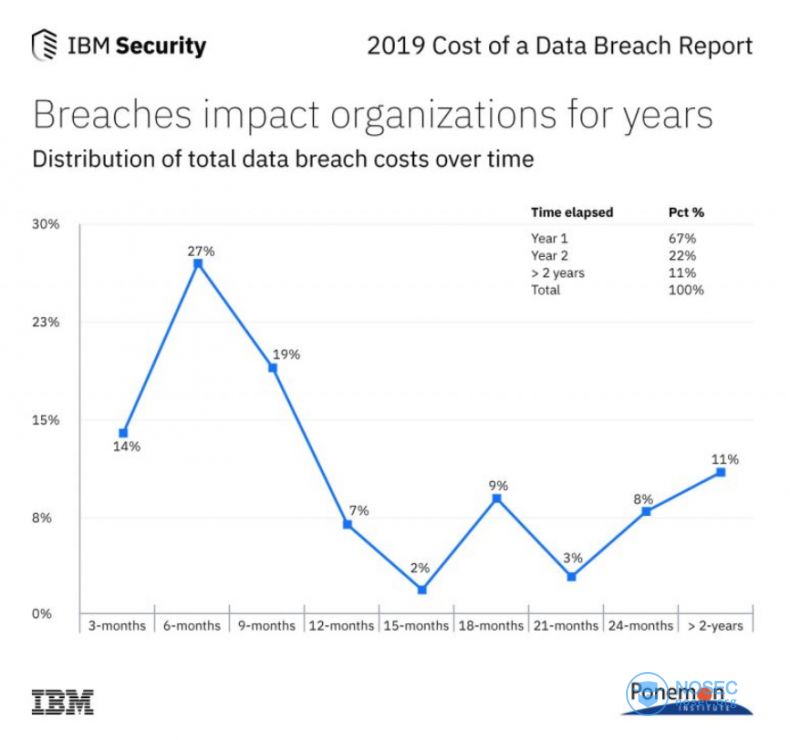 IBM Security
2019 Cost of a Data Breach Report
Breaches impact organizations for years
Distribution of total data breach costs over time
Time elapsed Pct %
Year 1 67%
Year 2 22%
> 2 years 11%
Total 100%
30%
23%
15%
8%
0%
14%
27%
19%
7%
2%
9%
3%
8%
11%
3-months 6-months 9-months 12-months 15-months 18-months 21-months 24-months > 2-years
IBM
Ponemon
INSTITUTE
NOSEC